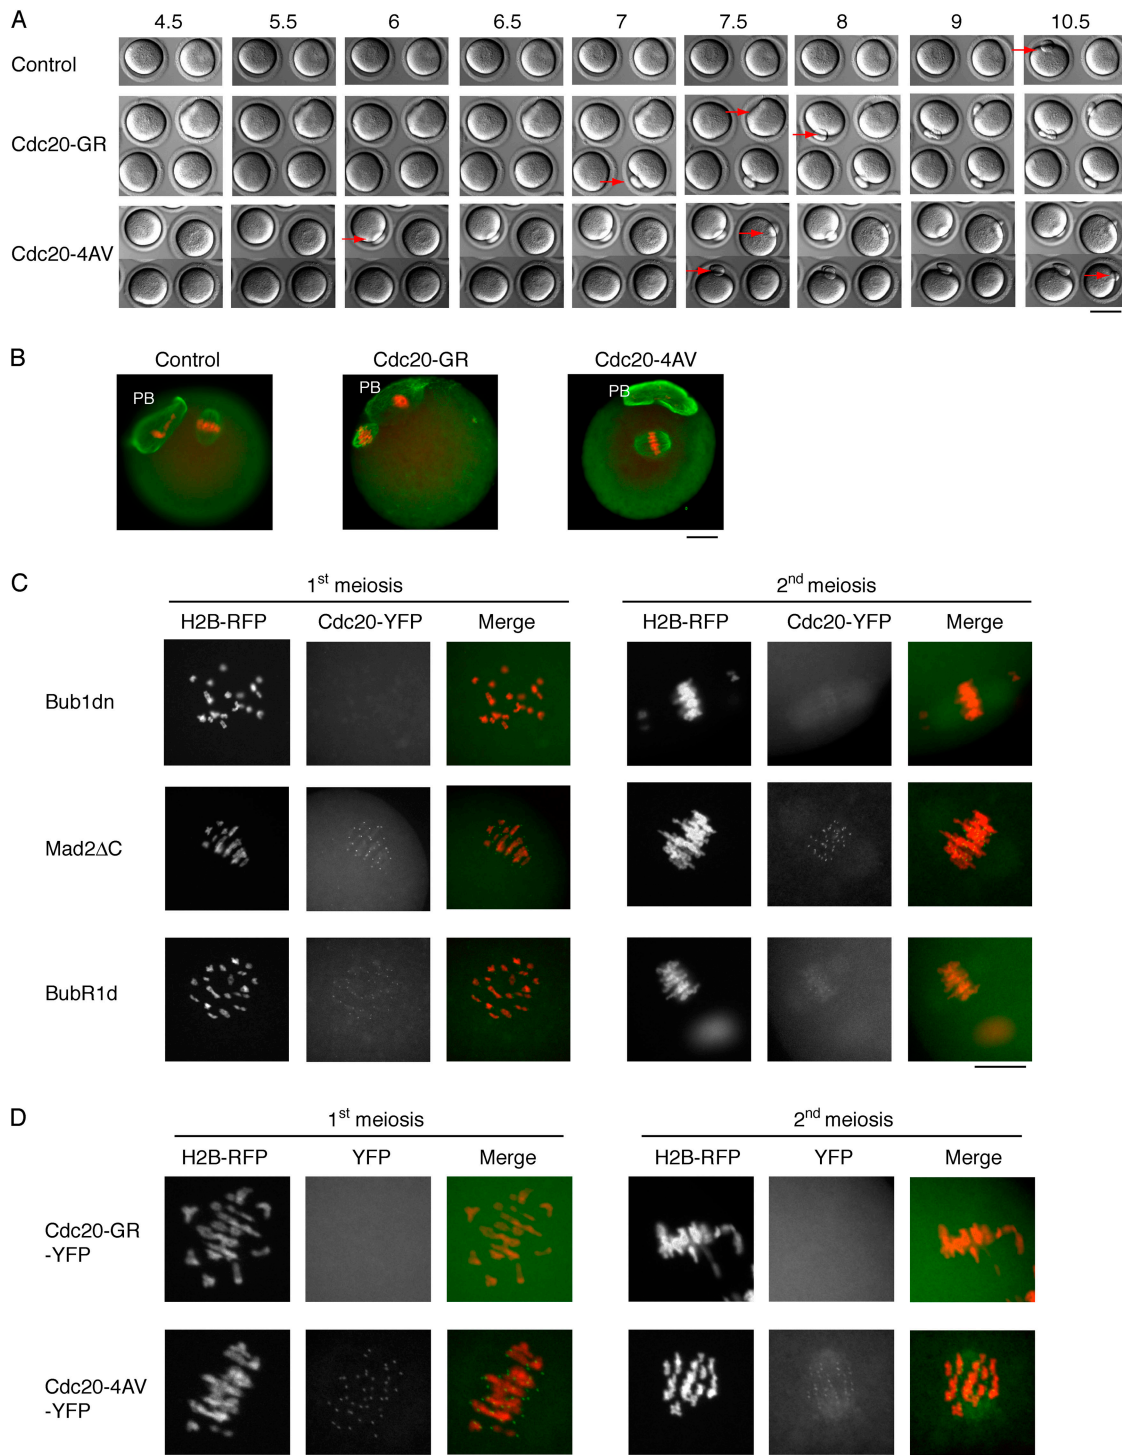 A
4.5 5.5 6 6.5 7 7.5 8 9 10.5
Control
Cdc20-GR
Cdc20-4AV
B
Control Cdc20-GR Cdc20-4AV
PB PB PB
C
1st meiosis 2nd meiosis
H2B-RFP Cdc20-YFP Merge H2B-RFP Cdc20-YFP Merge
Bub1dn
Mad2ΔC
BubR1d
D
1st meiosis 2nd meiosis
H2B-RFP YFP Merge H2B-RFP YFP Merge
Cdc20-GR
-YFP
Cdc20-4AV
-YFP